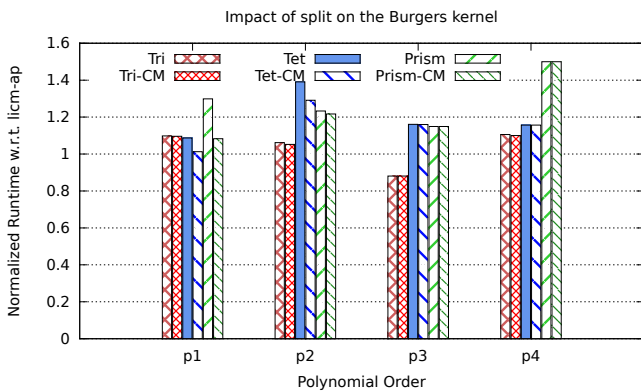 Impact of split on the Burgers kernel
Normalized Runtime w.r.t. licm-ap
1.6
1.4
1.2
1
0.8
0.6
0.4
0.2
0
Tri
Tri-CM
Tet
Tet-CM
Prism
Prism-CM
p1 p2 p3 p4
Polynomial Order